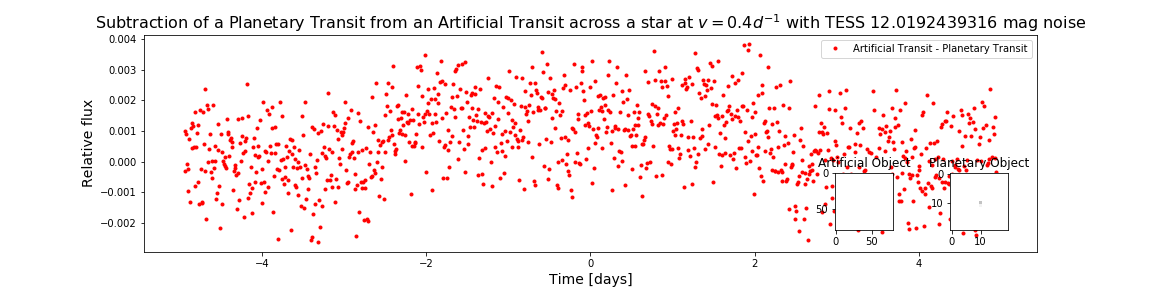 Subtraction of a Planetary Transit from an Artificial Transit across a star at v = 0.4d⁻¹ with TESS 12.0192439316 mag noise
Artificial Transit - Planetary Transit
Relative flux
0.004
0.003
0.002
0.001
0.000
−0.001
−0.002
Artificial Object
0
50
0 50
Planetary Object
0
10
0 10
−4 −2 0 2 4
Time [days]